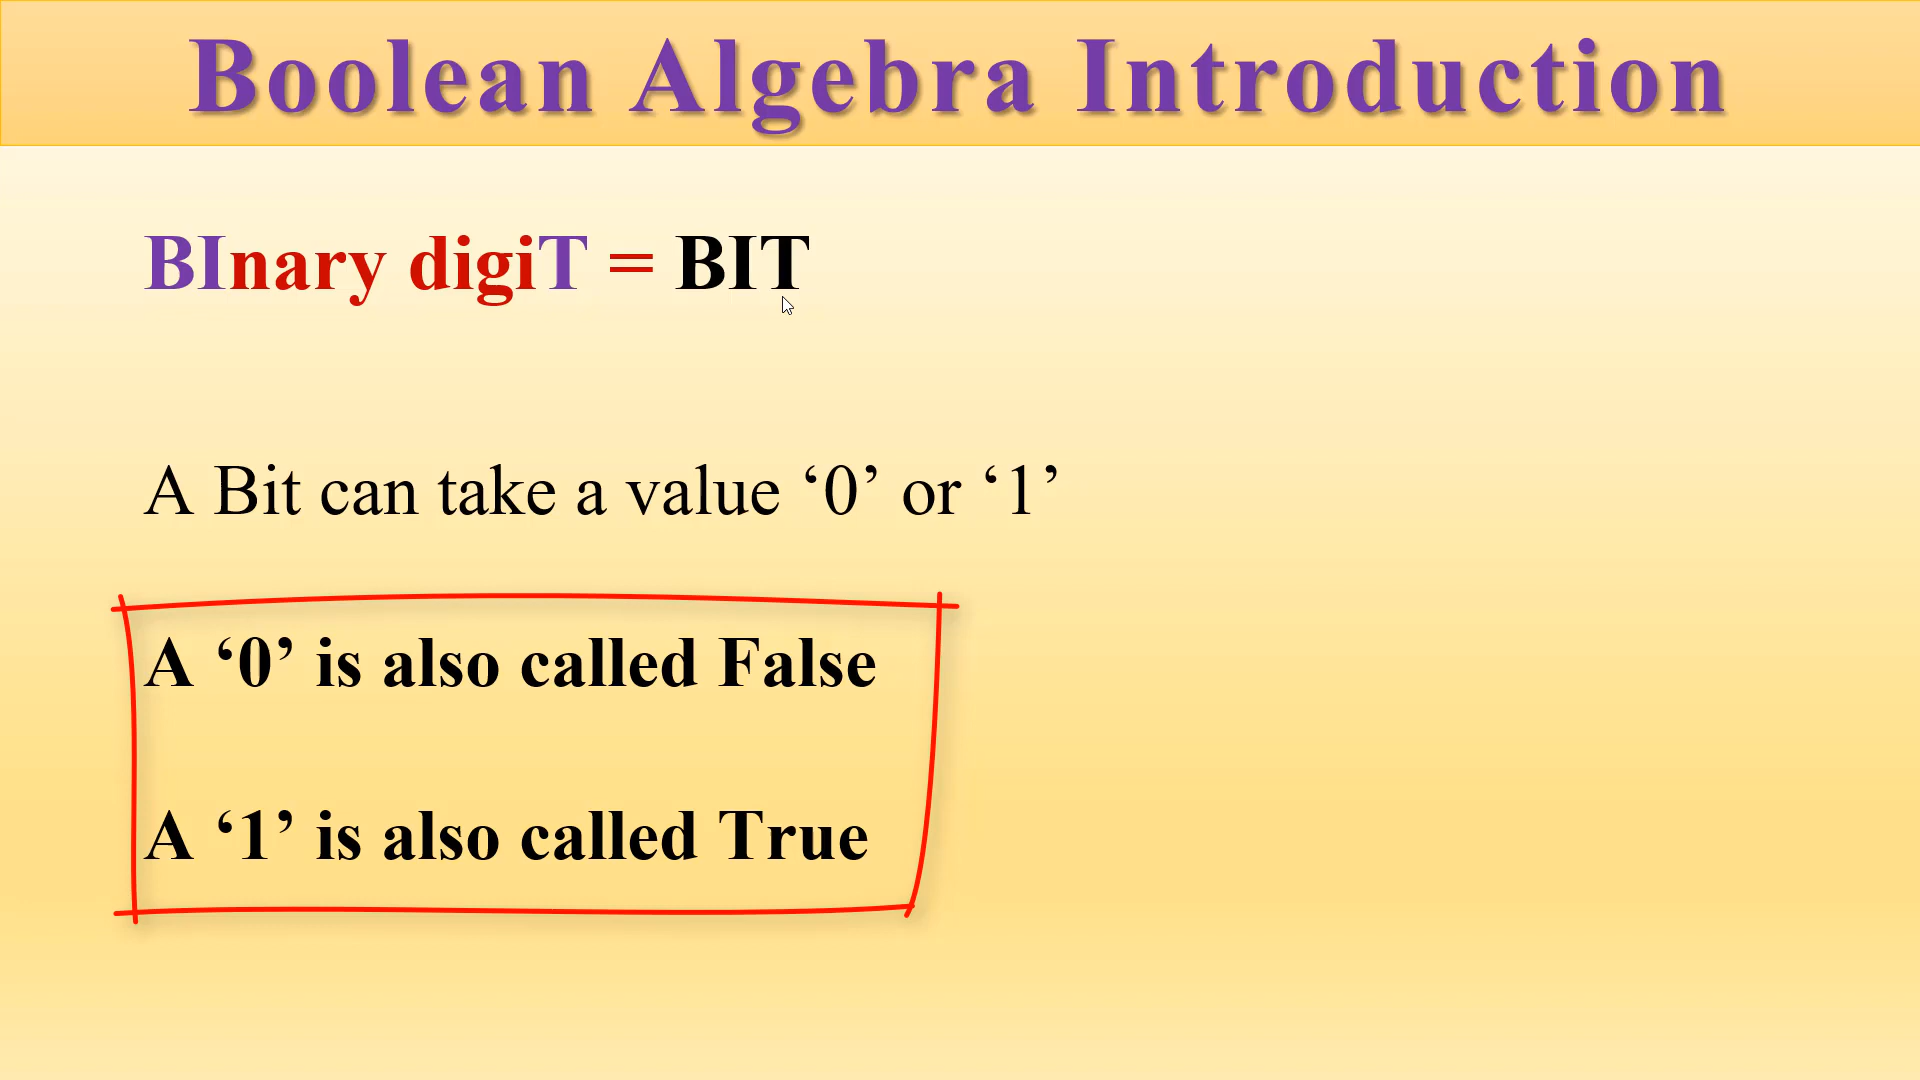 Boolean Algebra Introduction
BInary digiT = BIT
A Bit can take a value ‘0’ or ‘1’
A ‘0’ is also called False
A ‘1’ is also called True